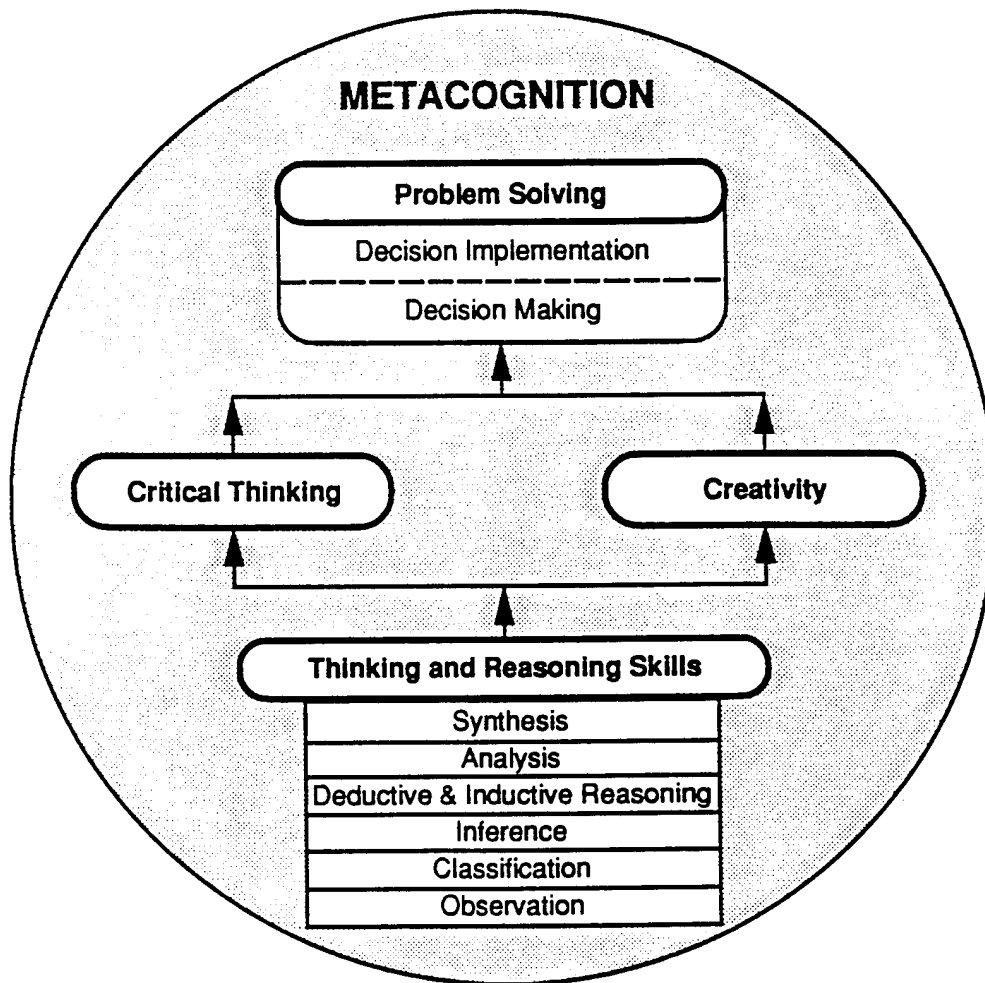 METACOGNITION
Problem Solving
Decision Implementation
Decision Making
Critical Thinking
Creativity
Thinking and Reasoning Skills
Synthesis
Analysis
Deductive & Inductive Reasoning
Inference
Classification
Observation